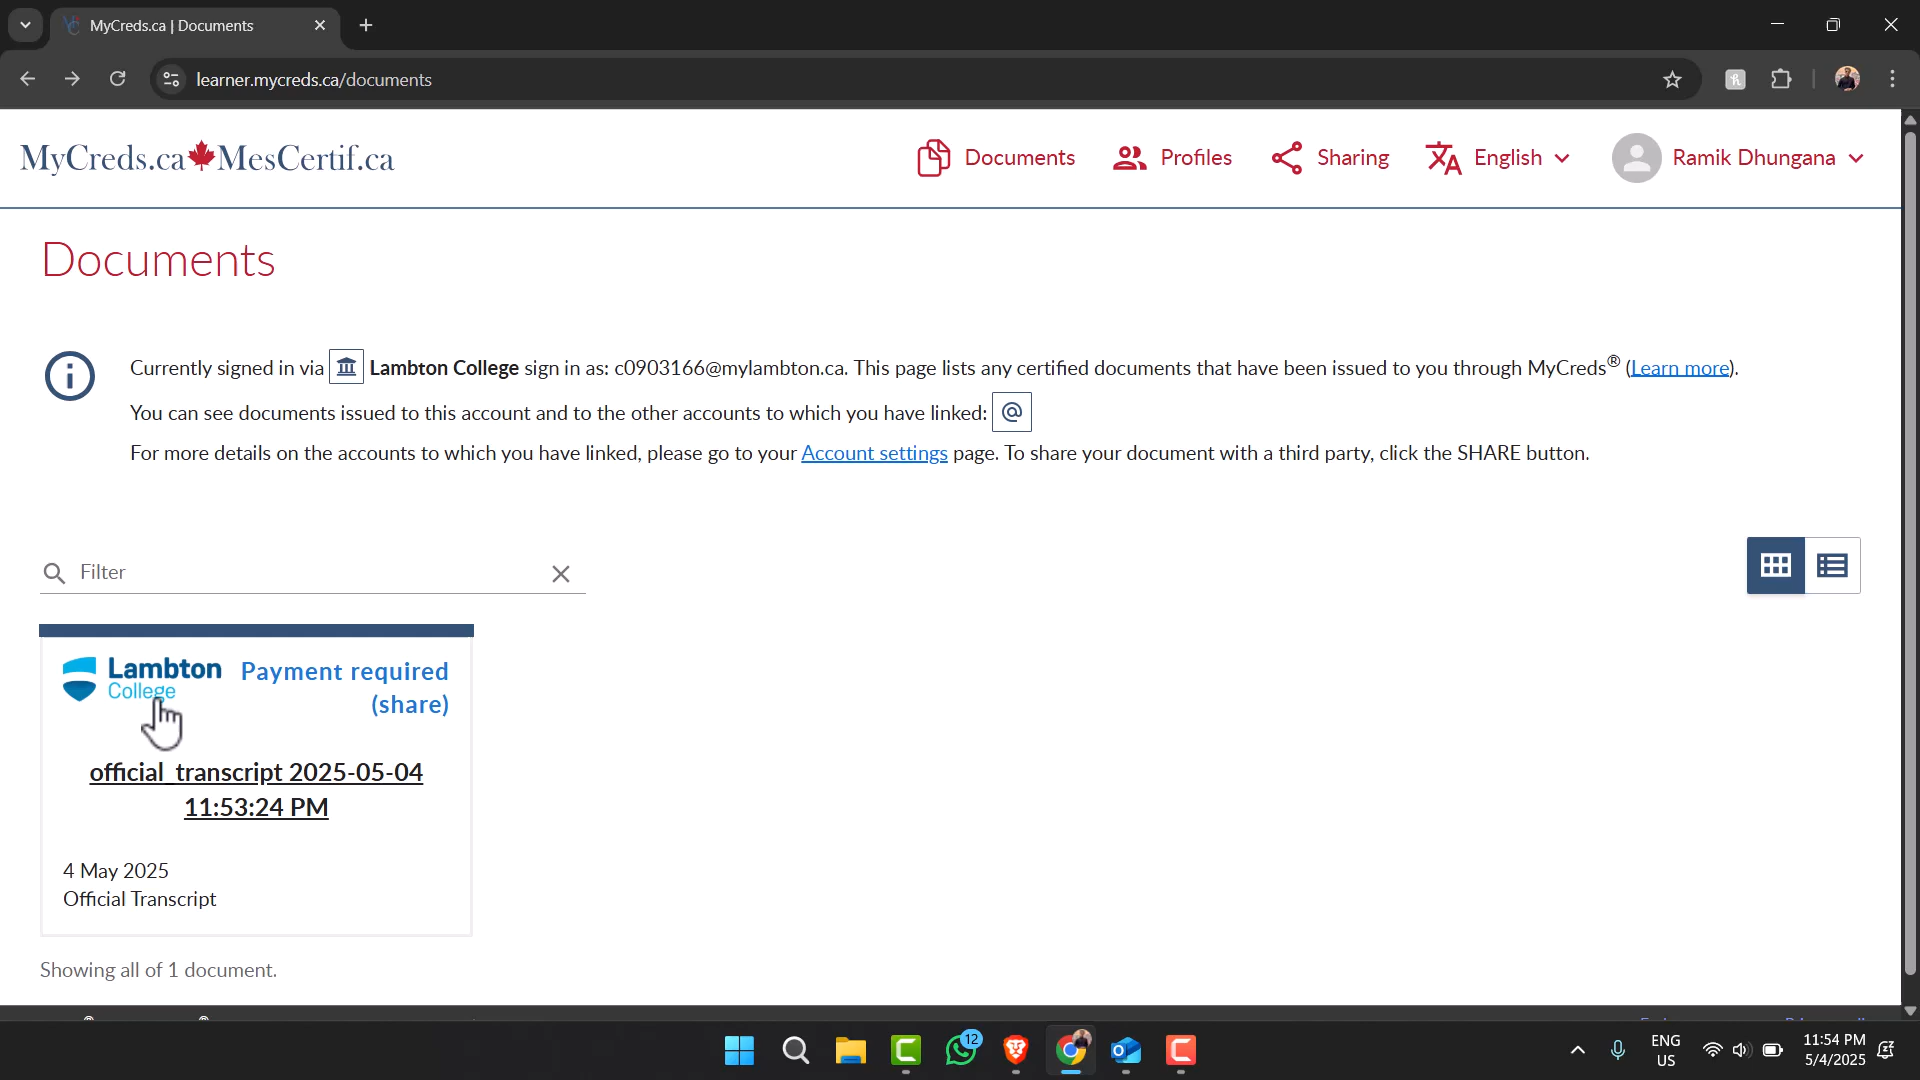 MyCreds.ca | Documents
learner.mycreds.ca/documents
MyCreds.ca MesCertif.ca
Documents
Profiles
Sharing
English
Ramik Dhungana
Documents
Currently signed in via Lambton College sign in as: c0903166@mylambton.ca. This page lists any certified documents that have been issued to you through MyCreds® (Learn more).
You can see documents issued to this account and to the other accounts to which you have linked: @
For more details on the accounts to which you have linked, please go to your Account settings page. To share your document with a third party, click the SHARE button.
Filter
Lambton
College
Payment required
(share)
official_transcript 2025-05-04
11:53:24 PM
4 May 2025
Official Transcript
Showing all of 1 document.
12
ENG
US
11:54 PM
5/4/2025